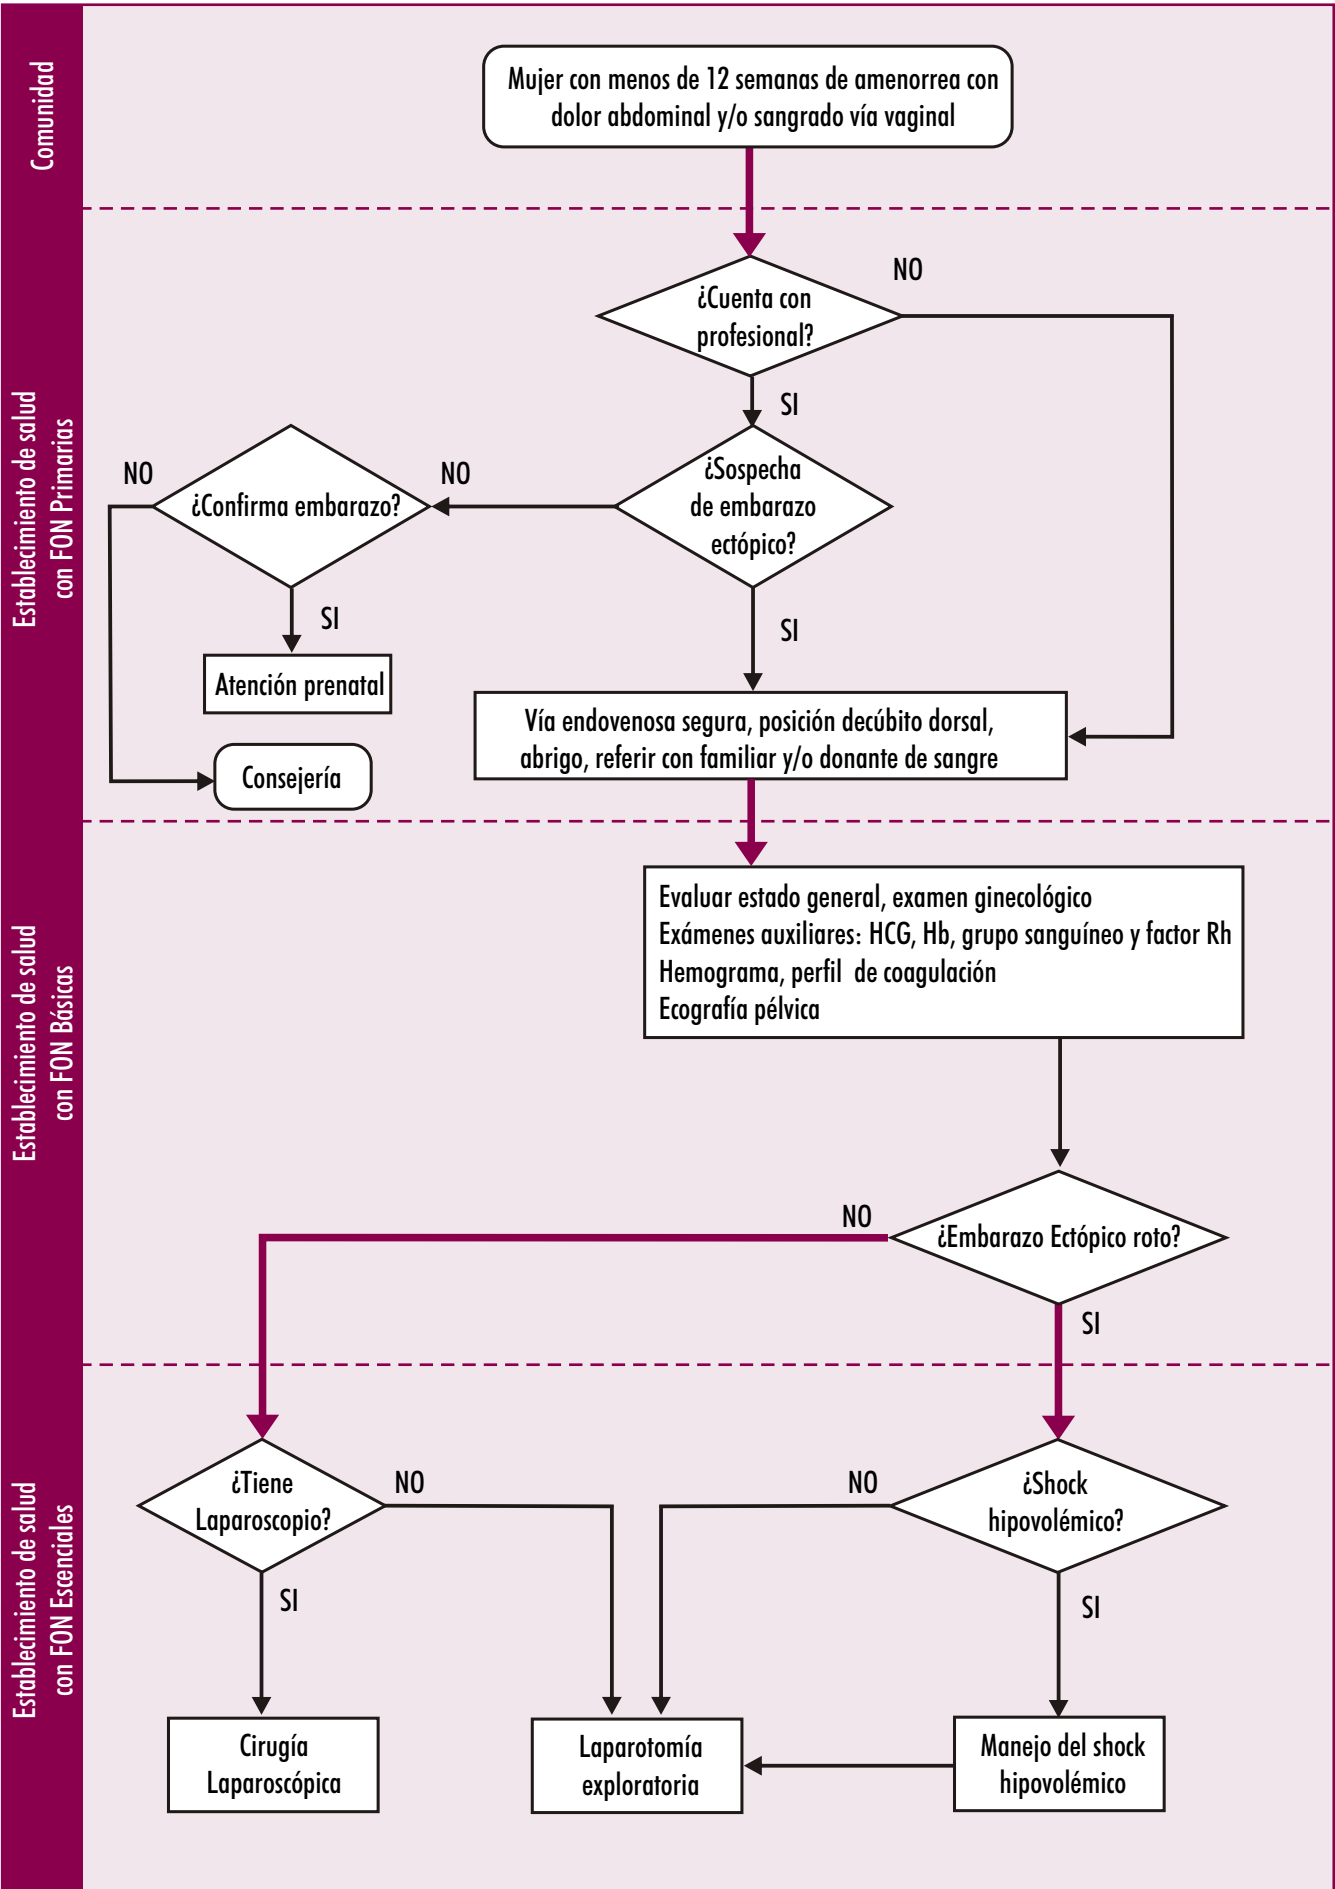 Comunidad
Mujer con menos de 12 semanas de amenorrea con
dolor abdominal y/o sangrado vía vaginal
Establecimiento de salud
con FON Primarias
¿Cuenta con
profesional?
NO
SI
¿Sospecha
de embarazo
ectópico?
NO
¿Confirma embarazo?
NO
SI
SI
Atención prenatal
Vía endovenosa segura, posición decúbito dorsal,
abrigo, referir con familiar y/o donante de sangre
Consejería
Establecimiento de salud
con FON Básicas
Evaluar estado general, examen ginecológico
Exámenes auxiliares: HCG, Hb, grupo sanguíneo y factor Rh
Hemograma, perfil de coagulación
Ecografía pélvica
¿Embarazo Ectópico roto?
NO
SI
Establecimiento de salud
con FON Escenciales
¿Tiene
Laparoscopio?
NO
SI
¿Shock
hipovolémico?
NO
SI
Cirugía
Laparoscópica
Laparotomía
exploratoria
Manejo del shock
hipovolémico